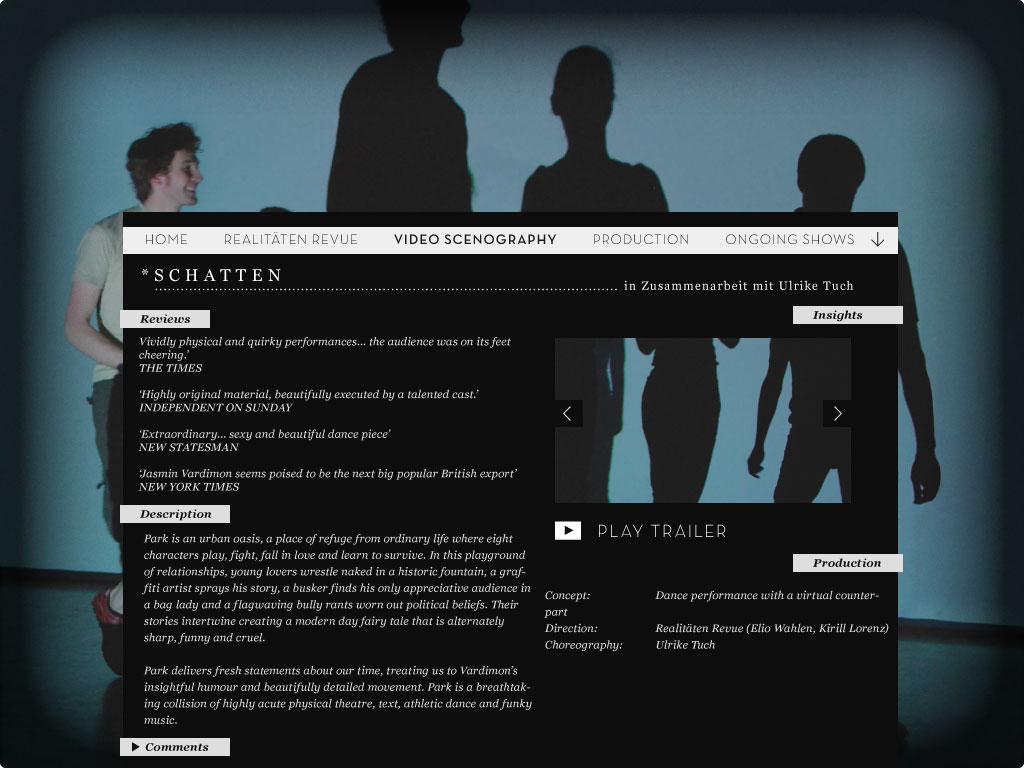 HOME REALITÄTEN REVUE VIDEO SCENOGRAPHY PRODUCTION ONGOING SHOWS
*SCHATTEN
in Zusammenarbeit mit Ulrike Tuch
Reviews
Vividly physical and quirky performances... the audience was on its feet
cheering.’
THE TIMES
‘Highly original material, beautifully executed by a talented cast.’
INDEPENDENT ON SUNDAY
‘Extraordinary... sexy and beautiful dance piece’
NEW STATESMAN
‘Jasmin Vardimon seems poised to be the next big popular British export’
NEW YORK TIMES
Description
Park is an urban oasis, a place of refuge from ordinary life where eight
characters play, fight, fall in love and learn to survive. In this playground
of relationships, young lovers wrestle naked in a historic fountain, a graf-
fiti artist sprays his story, a busker finds his only appreciative audience in
a bag lady and a flagwaving bully rants worn out political beliefs. Their
stories intertwine creating a modern day fairy tale that is alternately
sharp, funny and cruel.
Park delivers fresh statements about our time, treating us to Vardimon’s
insightful humour and beautifully detailed movement. Park is a breathtak-
ing collision of highly acute physical theatre, text, athletic dance and funky
music.
Comments
Insights
PLAY TRAILER
Production
Concept: Dance performance with a virtual counter-
part
Direction: Realitäten Revue (Elio Wahlen, Kirill Lorenz)
Choreography: Ulrike Tuch